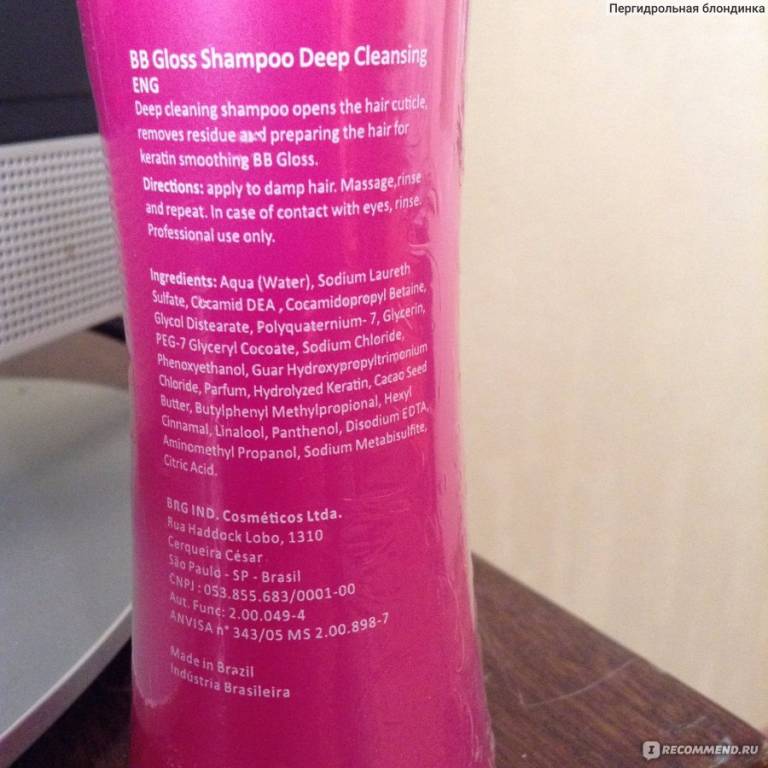 Пергидрольная блондинка
BB Gloss Shampoo Deep Cleansing
ENG
Deep cleaning shampoo opens the hair cuticle,
removes residue and preparing the hair for
keratin smoothing BB Gloss.
Directions: apply to damp hair. Massage,rinse
and repeat. In case of contact with eyes, rinse.
Professional use only.
Ingredients: Aqua (Water), Sodium Laureth
Sulfate, Cocamid DEA , Cocamidopropyl Betaine,
Glycol Distearate, Polyquaternium- 7, Glycerin,
PEG-7 Glyceryl Cocoate, Sodium Chloride,
Phenoxyethanol, Guar Hydroxypropyltrimonium
Chloride, Parfum, Hydrolyzed Keratin, Cacao Seed
Butter, Butylphenyl Methylpropional, Hexyl
Cinnamal, Linalool, Panthenol, Disodium EDTA,
Aminomethyl Propanol, Sodium Metabisulfite,
Citric Acid.
BRG IND. Cosméticos Ltda.
Rua Haddock Lobo, 1310
Cerqueira César
São Paulo - SP - Brasil
CNPJ : 053.855.683/0001-00
Aut. Func: 2.00.049-4
ANVISA n° 343/05 MS 2.00.898-7
Made in Brazil
Indústria Brasileira
IRECOMMEND.RU